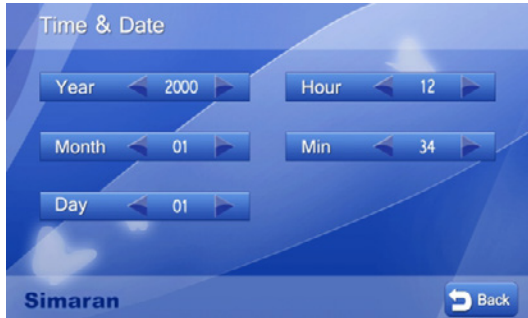 Time & Date
Year 2000 Hour 12
Month 01 Min 34
Day 01
Simaran Back